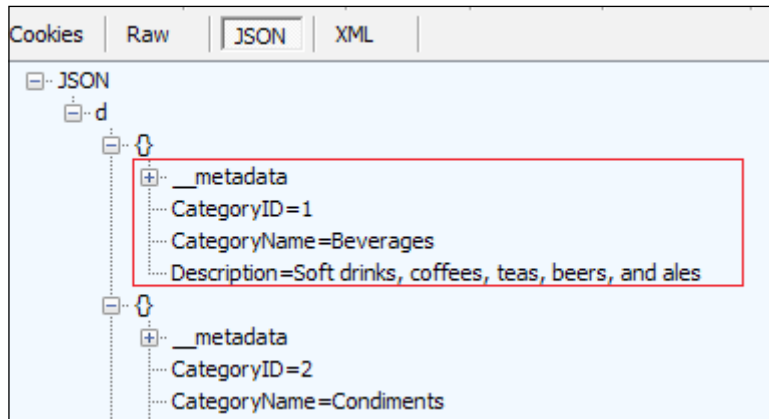 Cookies Raw JSON XML
JSON
d
{}
__metadata
CategoryID=1
CategoryName=Beverages
Description=Soft drinks, coffees, teas, beers, and ales
{}
__metadata
CategoryID=2
CategoryName=Condiments